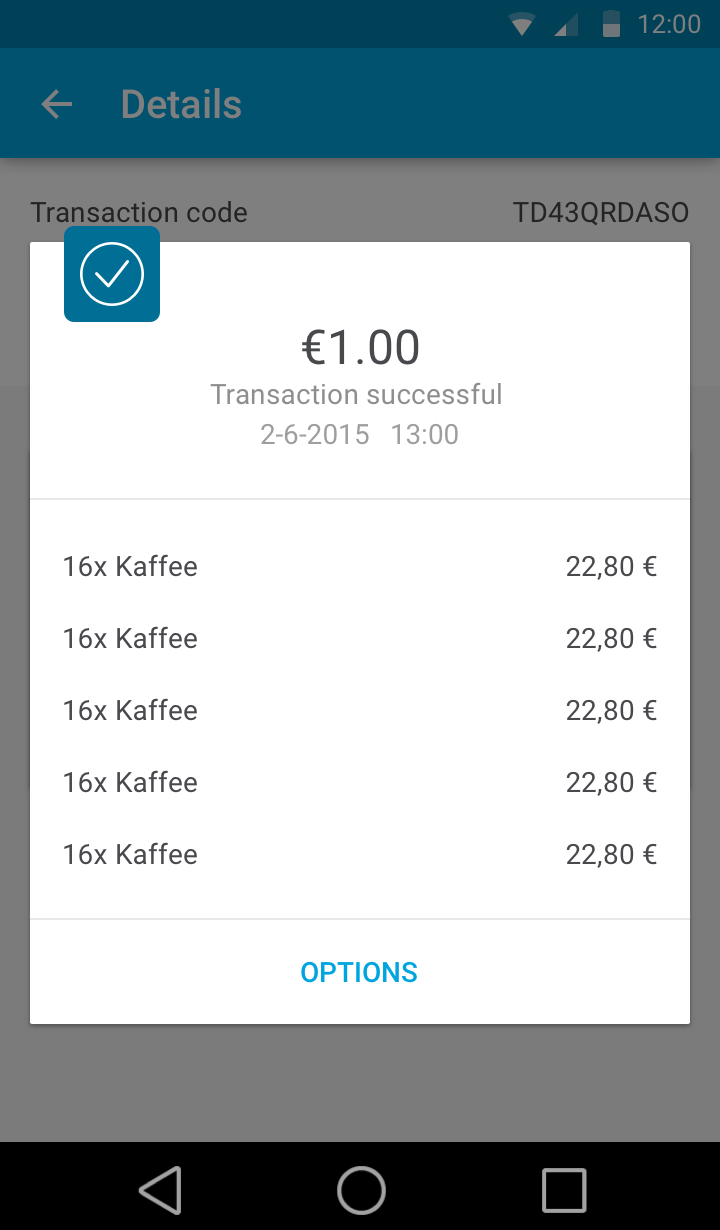 12:00
Details
Transaction code TD43QRDASO
€1.00
Transaction successful
2-6-2015 13:00
16x Kaffee 22,80 €
16x Kaffee 22,80 €
16x Kaffee 22,80 €
16x Kaffee 22,80 €
16x Kaffee 22,80 €
OPTIONS